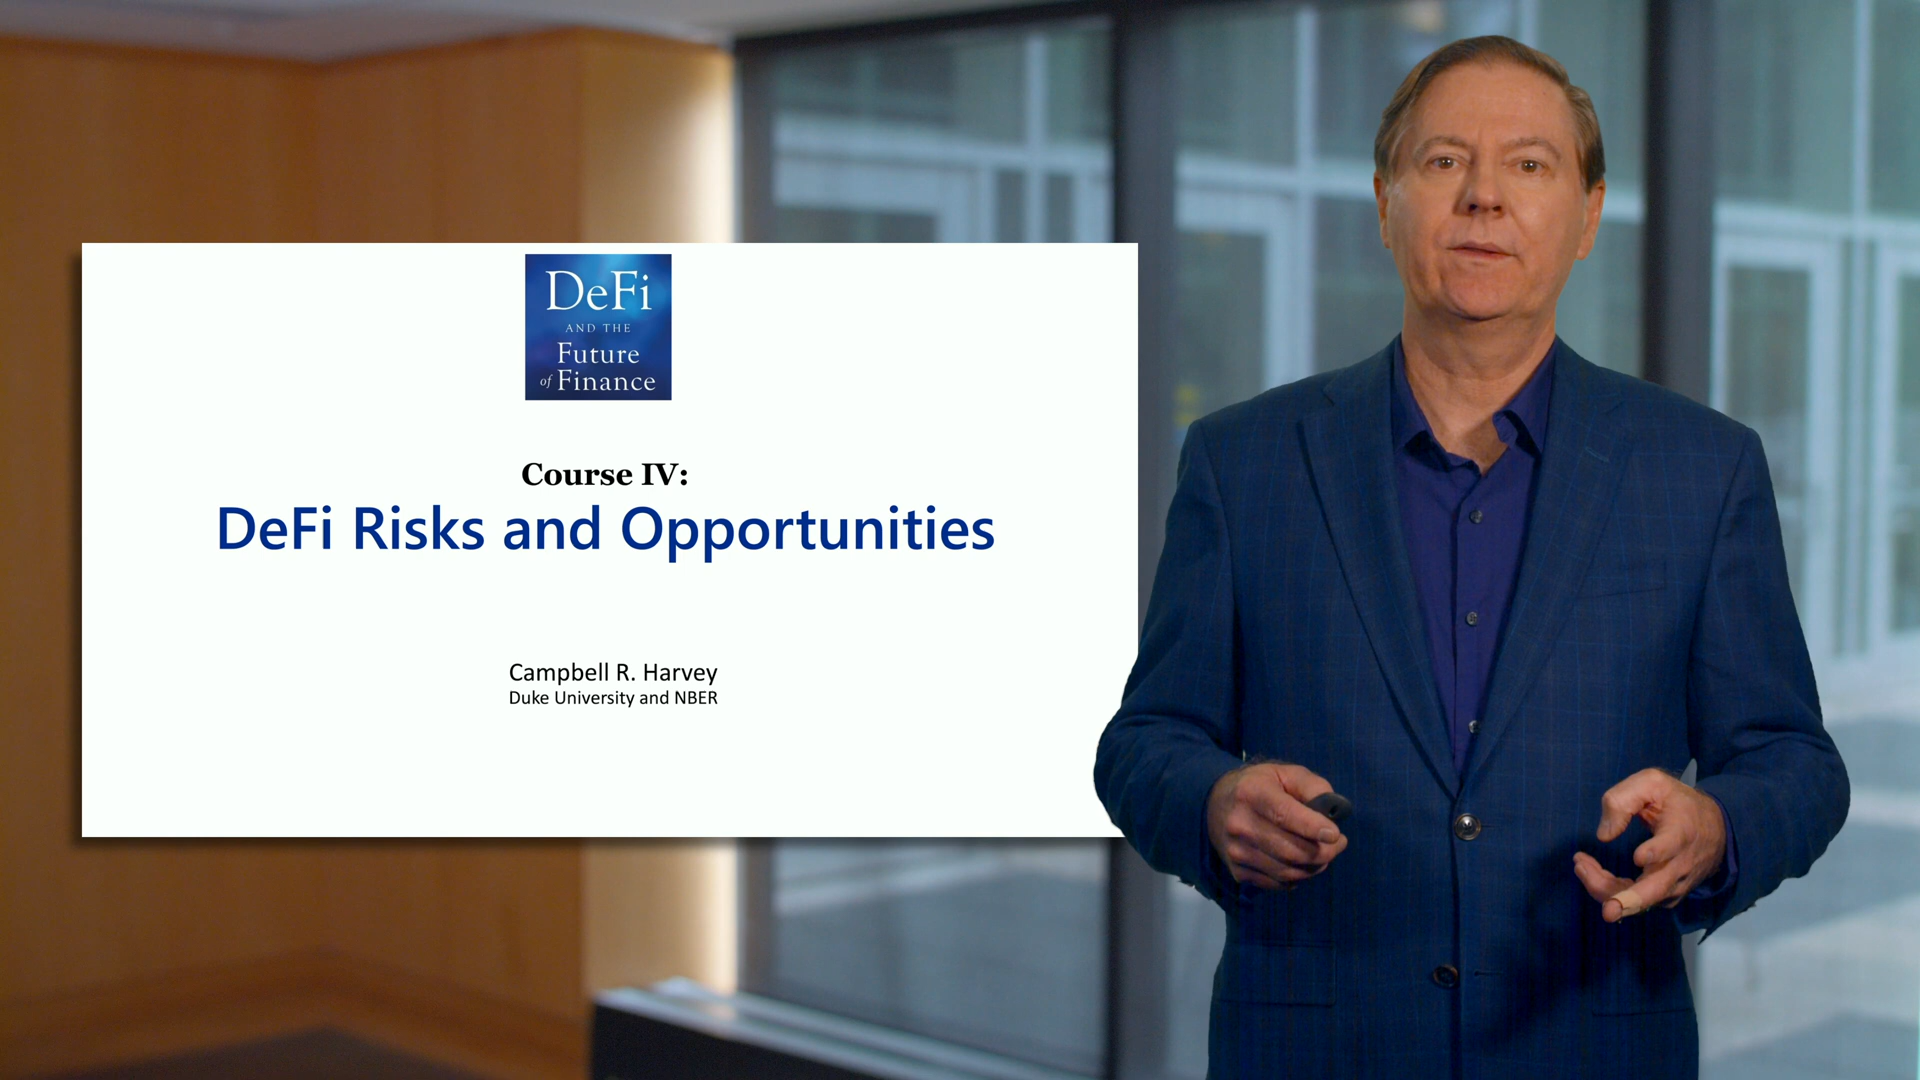 DeFi
AND THE
Future
of Finance
Course IV:
DeFi Risks and Opportunities
Campbell R. Harvey
Duke University and NBER